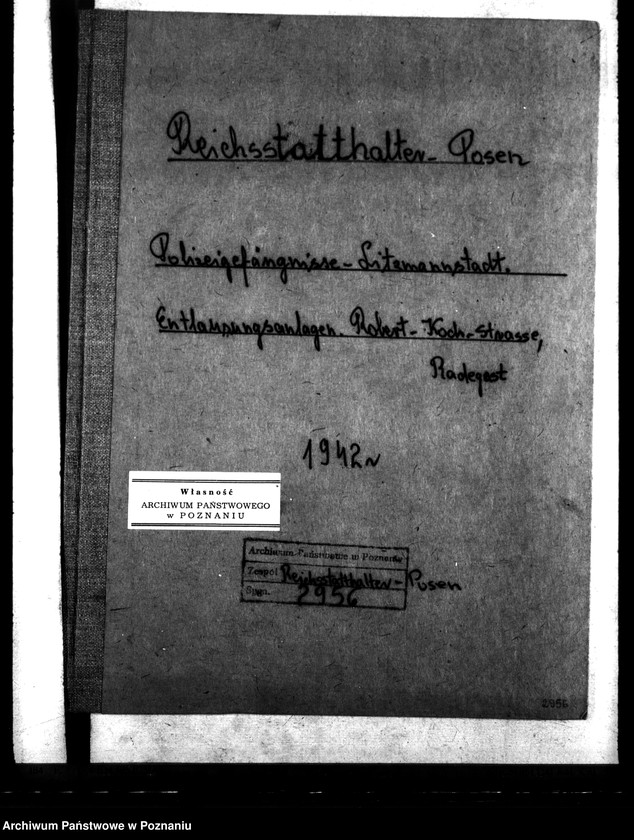 Reichsstatthalter - Posen
Polizeigefängnisse - Litzmannstadt.
Entlausungsanlagen. Robert - Koch - Strasse,
Radegast
1942 r
Własność
ARCHIWUM PAŃSTWOWEGO
w POZNANIU
Archiwum Państwowe w Poznaniu
Zespół Reichsstatthalter - Posen
Sygn. 2956
2956
Archiwum Państwowe w Poznaniu